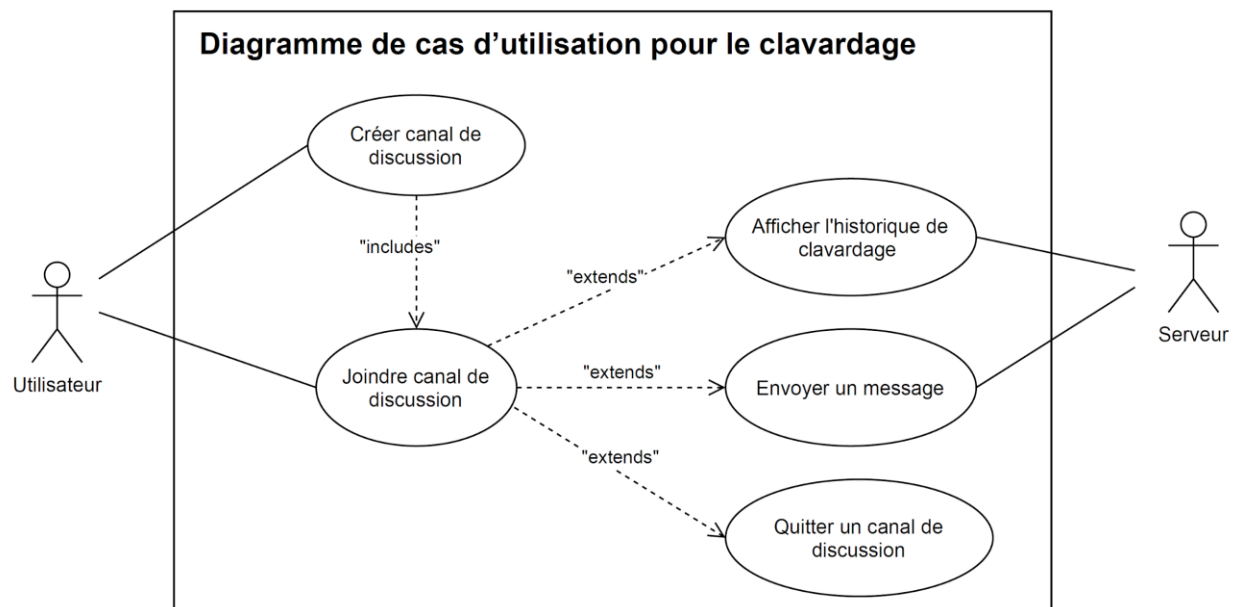 Diagramme de cas d’utilisation pour le clavardage
Créer canal de
discussion
"includes"
Afficher l'historique de
clavardage
"extends"
Utilisateur
Serveur
Joindre canal de
discussion
"extends"
Envoyer un message
"extends"
Quitter un canal de
discussion